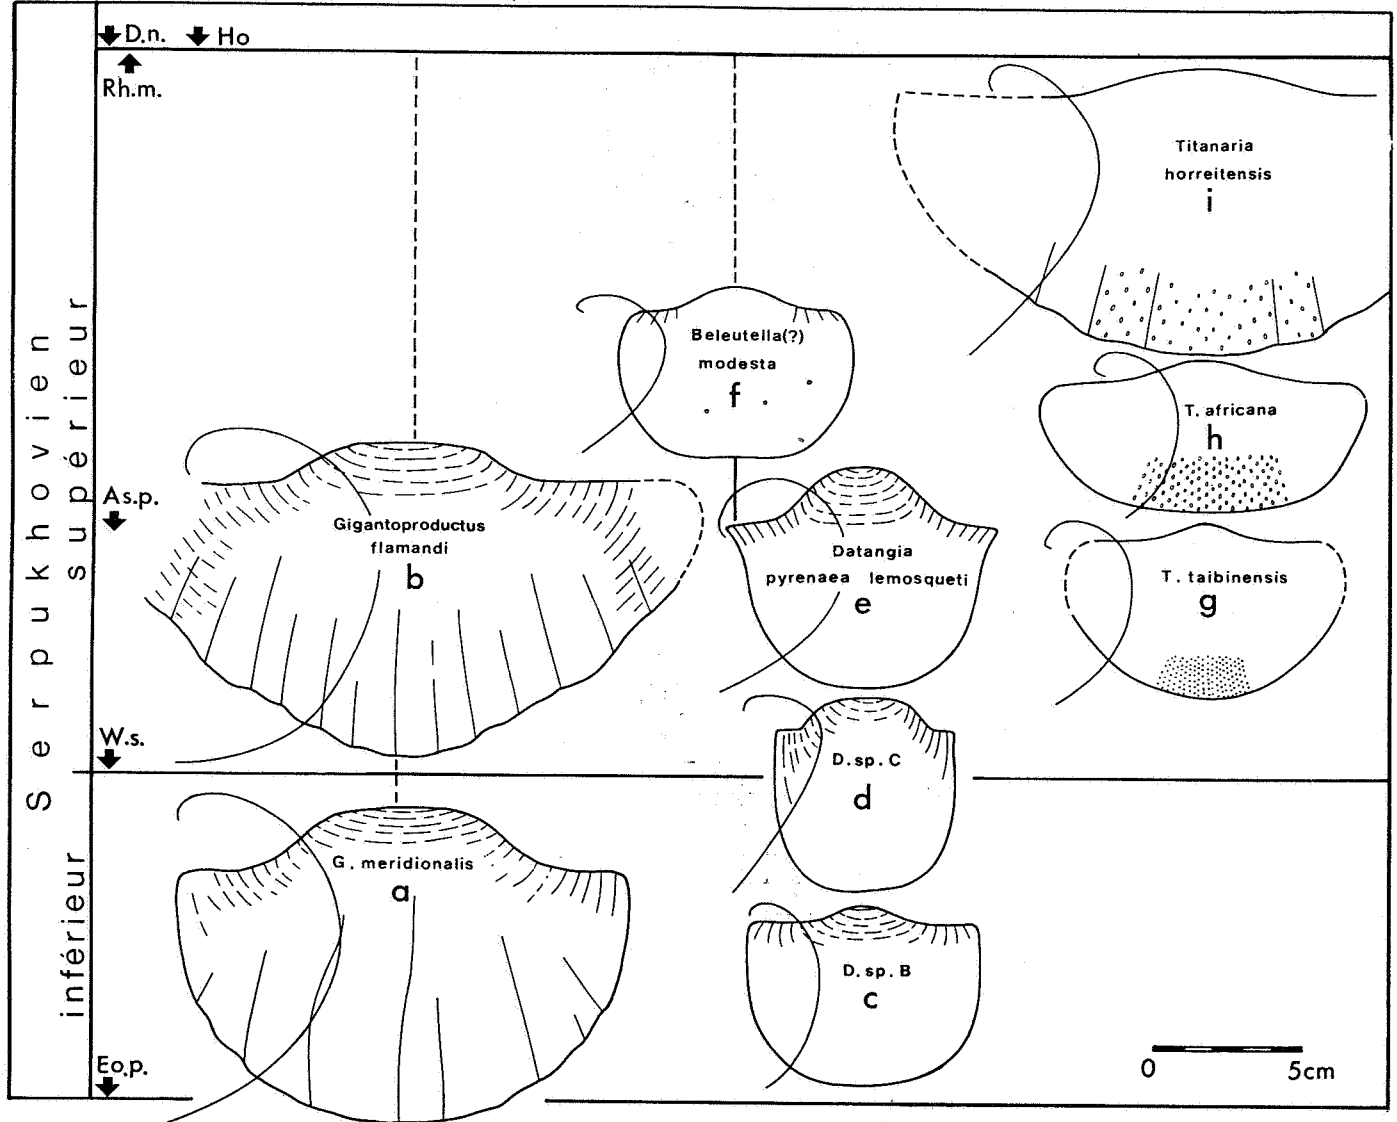 D.n. Ho
Rh.m.
Titanaria
horreitensis
i
Beleutella(?)
modesta
f
T. africana
h
As.p.
Gigantoproductus
flamandi
b
Datangia
pyrenaea lemosqueti
e
T. taibinensis
g
W.s.
D. sp. C
d
G. meridionalis
a
D. sp. B
c
Eo.p.
0 5cm
Serpukhovien
supérieur
inférieur